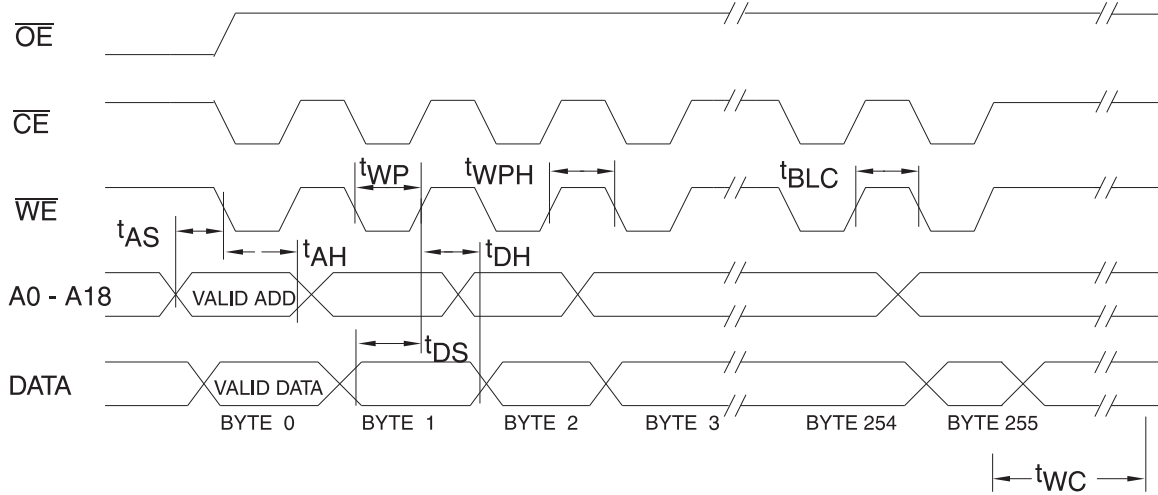 OE
CE
tWP
tWPH
tBLC
WE
tAS
tAH
tDH
A0 - A18
VALID ADD
tDS
DATA
VALID DATA
BYTE 0
BYTE 1
BYTE 2
BYTE 3
BYTE 254
BYTE 255
tWC